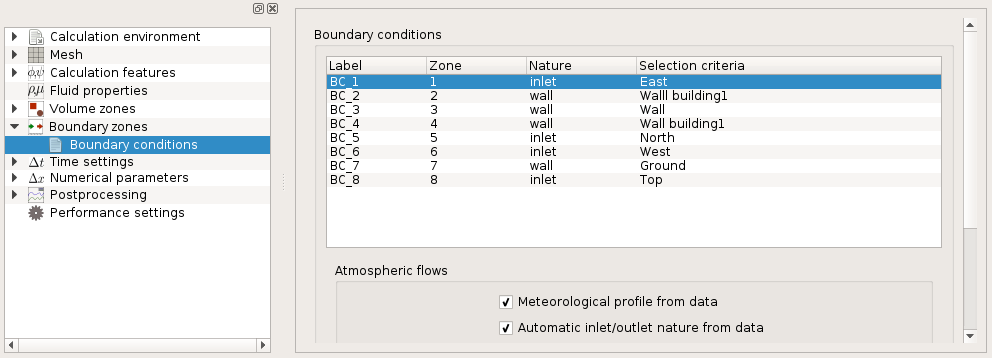 Calculation environment
Mesh
φ,ψ Calculation features
ρ,μ Fluid properties
Volume zones
Boundary zones
Boundary conditions
Δt Time settings
Δx Numerical parameters
Postprocessing
Performance settings
Boundary conditions
Label Zone Nature Selection criteria
BC_1 1 inlet East
BC_2 2 wall Walll building1
BC_3 3 wall Wall
BC_4 4 wall Wall building1
BC_5 5 inlet North
BC_6 6 inlet West
BC_7 7 wall Ground
BC_8 8 inlet Top
Atmospheric flows
Meteorological profile from data
Automatic inlet/outlet nature from data